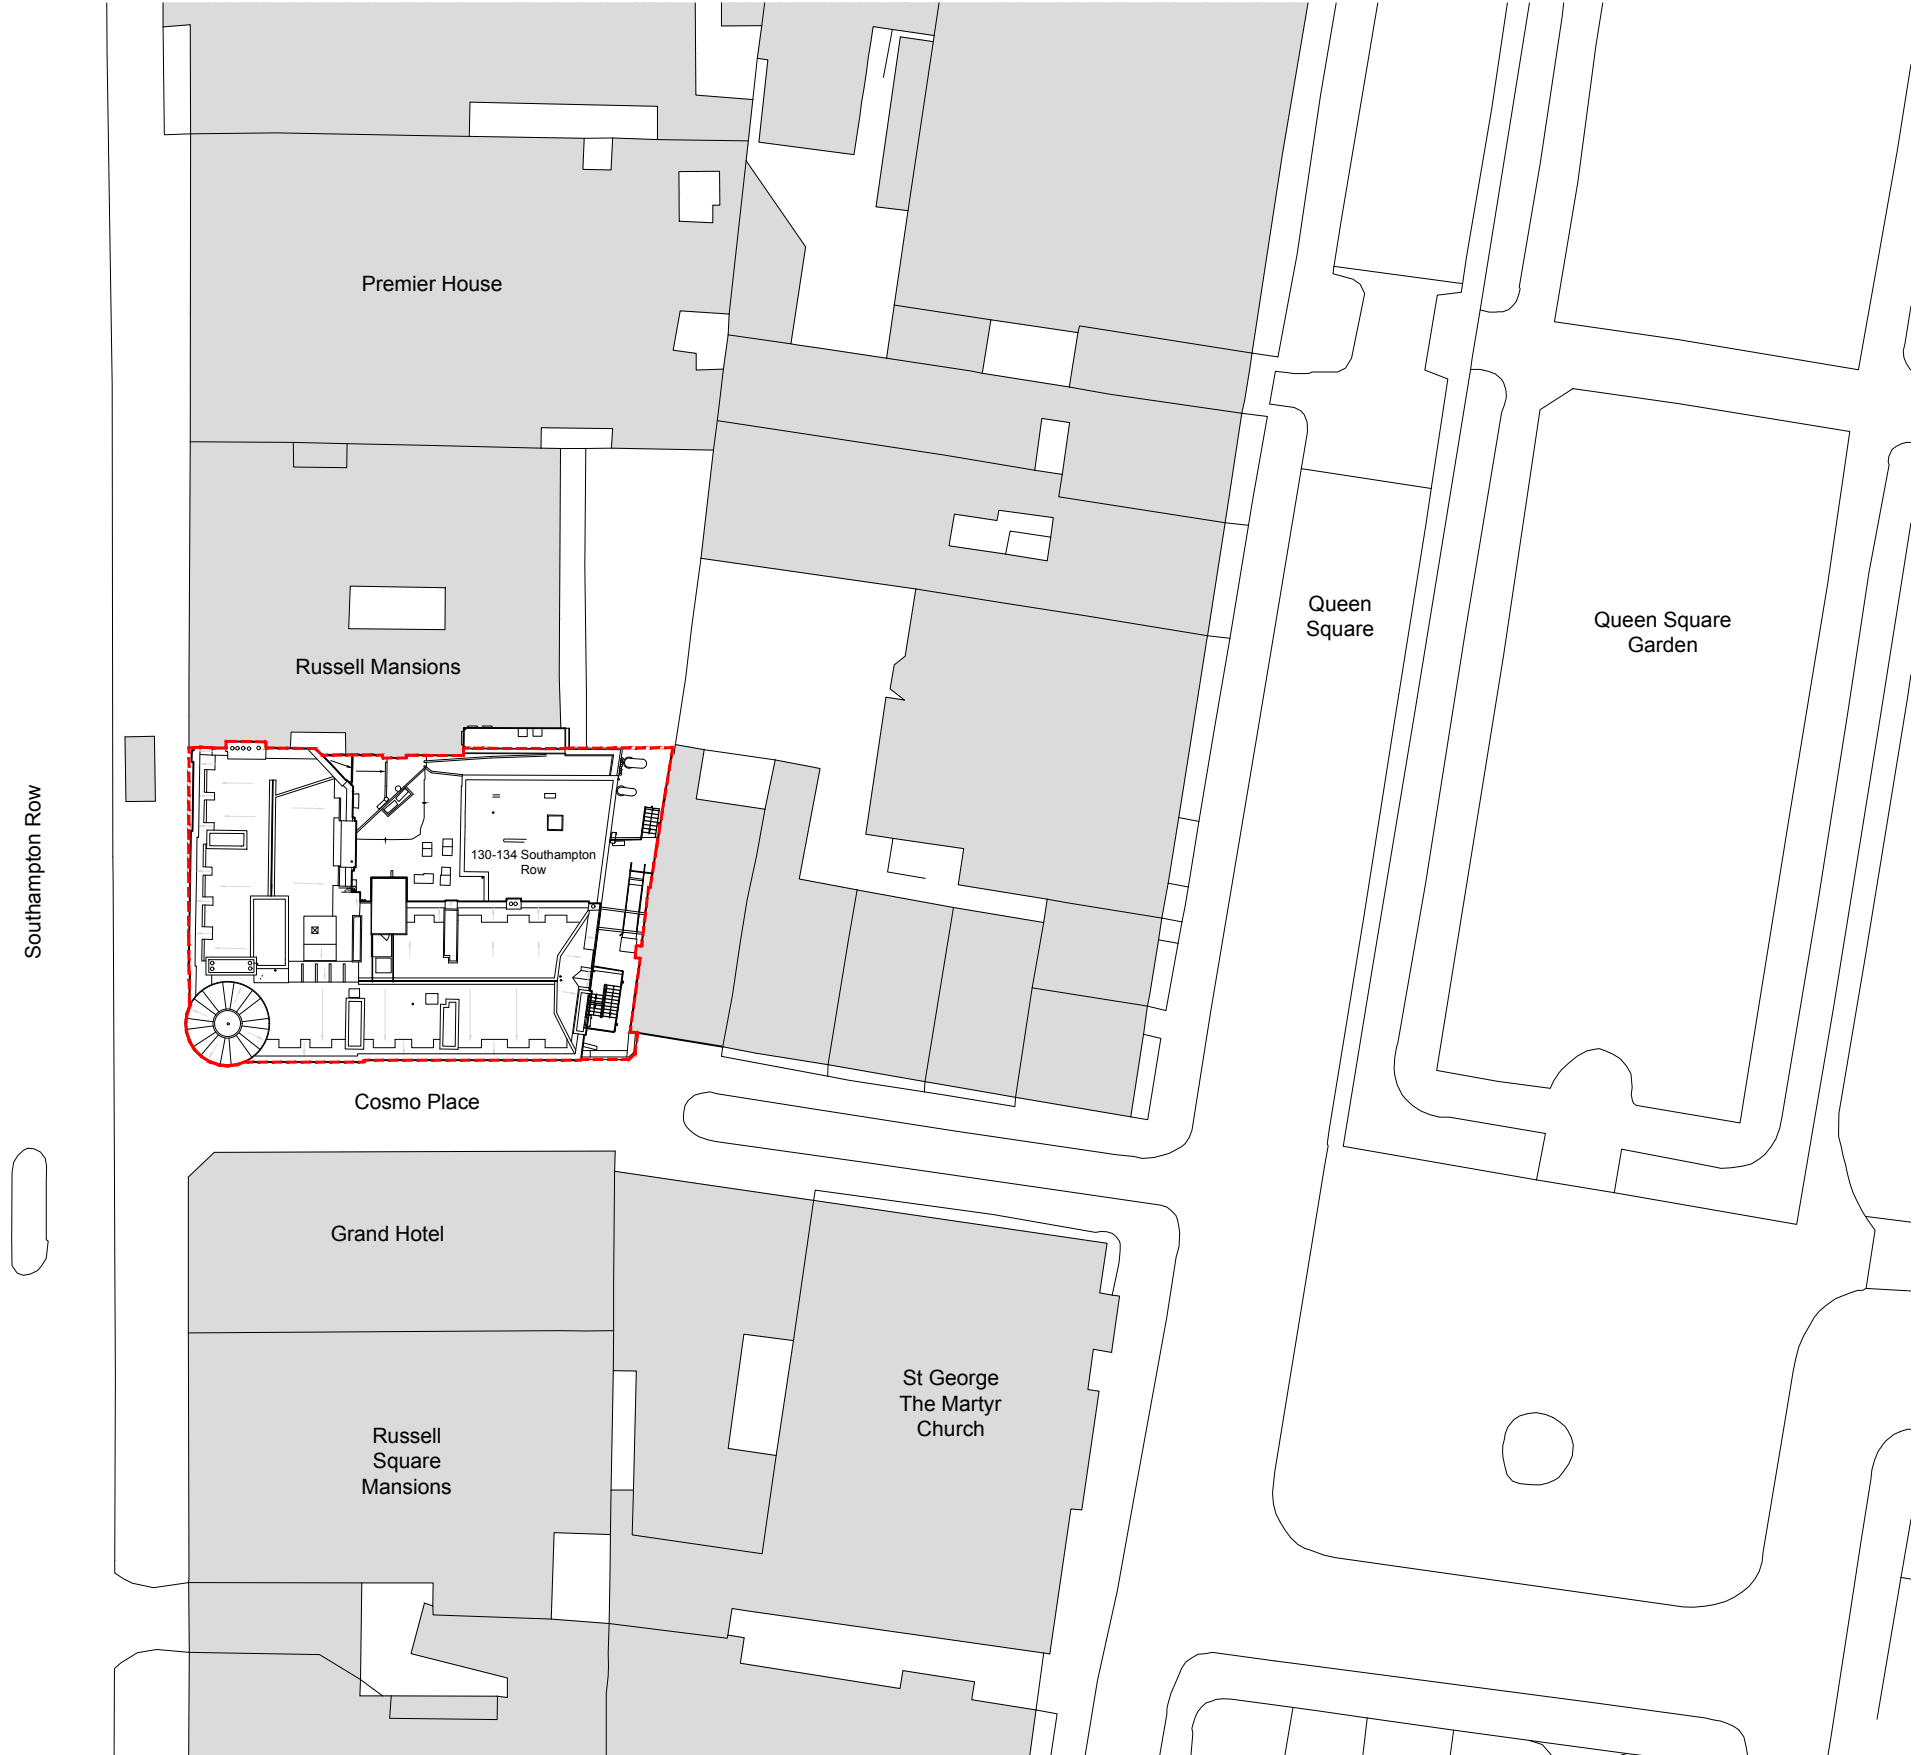 Premier House
Queen
Square
Queen Square
Garden
Russell Mansions
Southampton Row
130-134 Southampton
Row
Cosmo Place
Grand Hotel
St George
The Martyr
Church
Russell
Square
Mansions